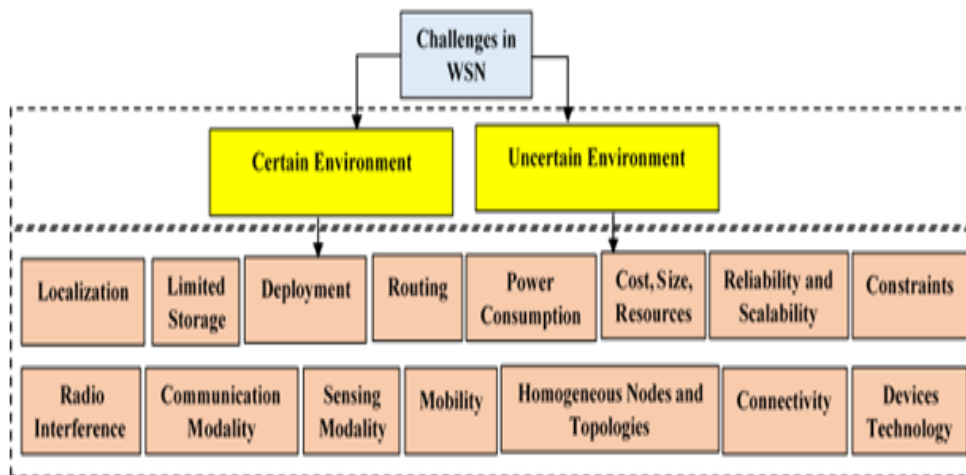 Challenges in
WSN
Certain Environment
Uncertain Environment
Localization
Limited
Storage
Deployment
Routing
Power
Consumption
Cost, Size,
Resources
Reliability and
Scalability
Constraints
Radio
Interference
Communication
Modality
Sensing
Modality
Mobility
Homogeneous Nodes and
Topologies
Connectivity
Devices
Technology